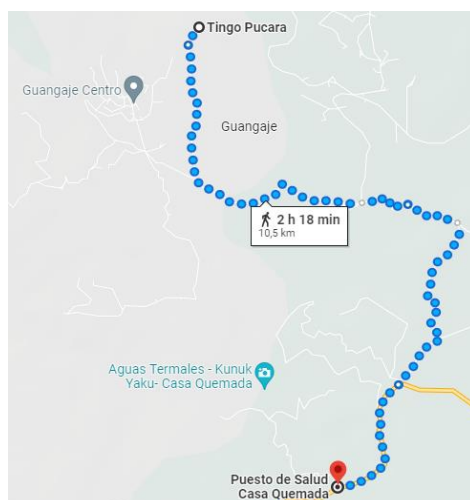 Tingo Pucara
Guangaje Centro
Guangaje
2 h 18 min
10,5 km
Aguas Termales - Kunuk
Yaku- Casa Quemada
Puesto de Salud
Casa Quemada